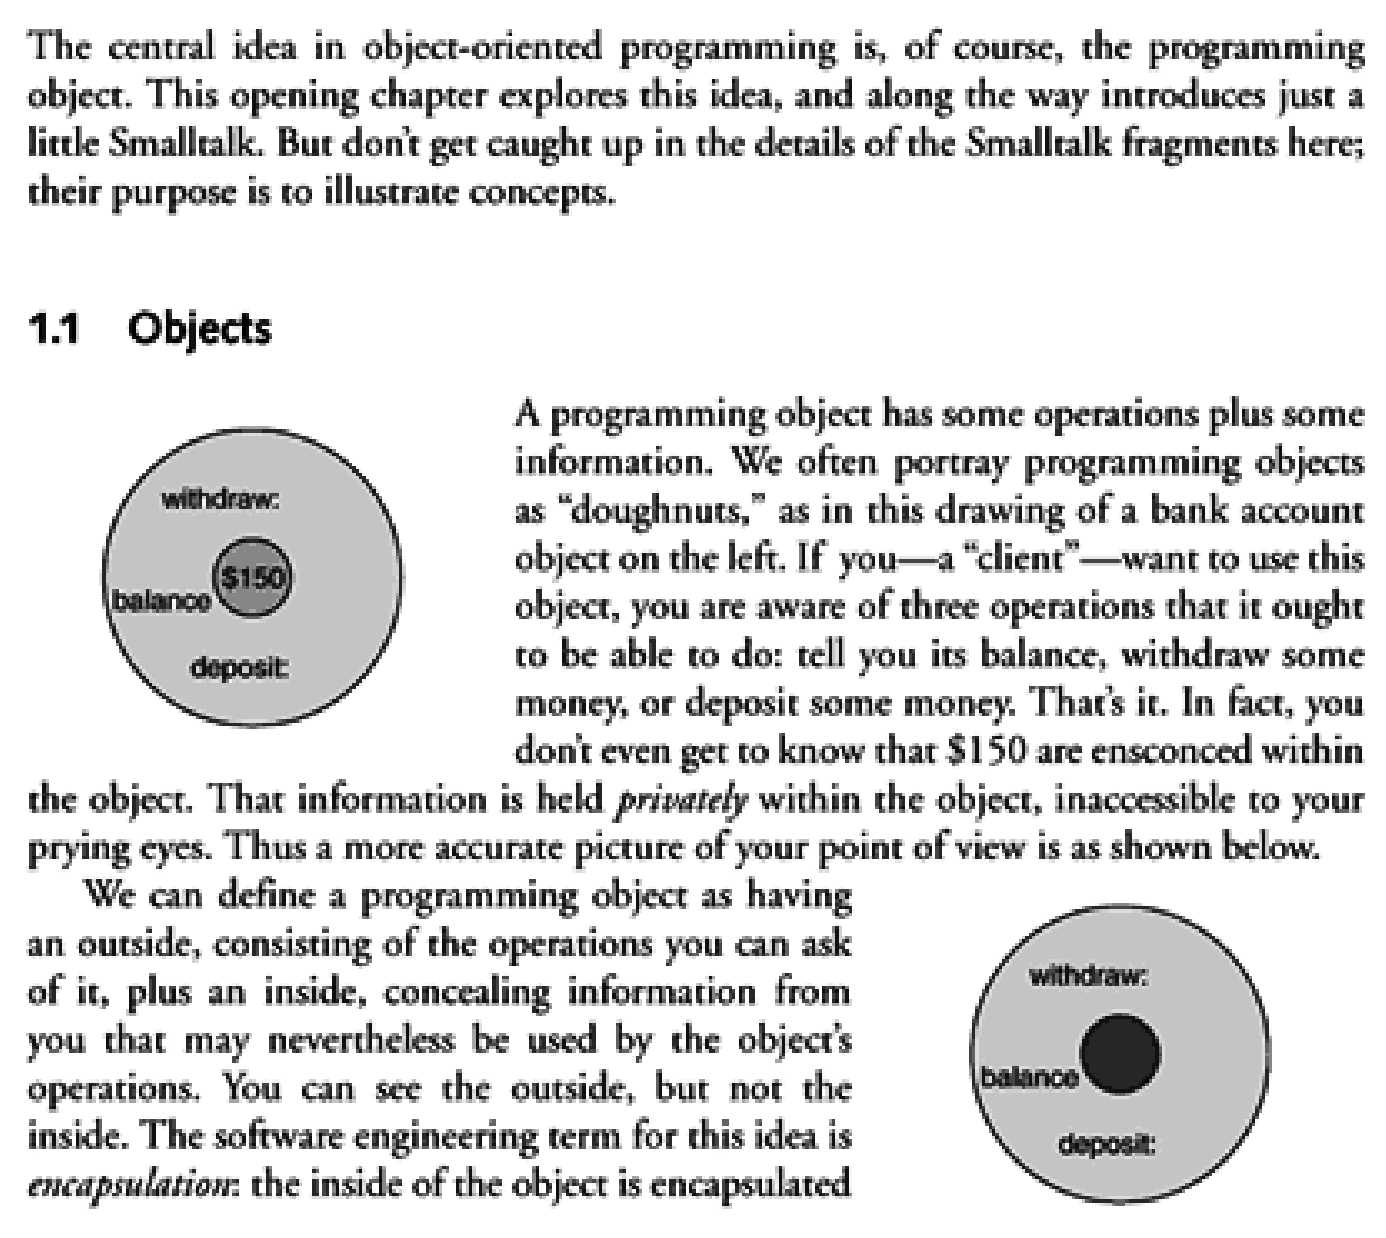 The central idea in object-oriented programming is, of course, the programming
object. This opening chapter explores this idea, and along the way introduces just a
little Smalltalk. But don't get caught up in the details of the Smalltalk fragments here;
their purpose is to illustrate concepts.
1.1 Objects
withdraw:
$150
balance
deposit:
A programming object has some operations plus some
information. We often portray programming objects
as “doughnuts,” as in this drawing of a bank account
object on the left. If you—a “client”—want to use this
object, you are aware of three operations that it ought
to be able to do: tell you its balance, withdraw some
money, or deposit some money. That's it. In fact, you
don't even get to know that $150 are ensconced within
the object. That information is held privately within the object, inaccessible to your
prying eyes. Thus a more accurate picture of your point of view is as shown below.
We can define a programming object as having
an outside, consisting of the operations you can ask
of it, plus an inside, concealing information from
you that may nevertheless be used by the object's
operations. You can see the outside, but not the
inside. The software engineering term for this idea is
encapsulation: the inside of the object is encapsulated
withdraw:
balance
deposit: